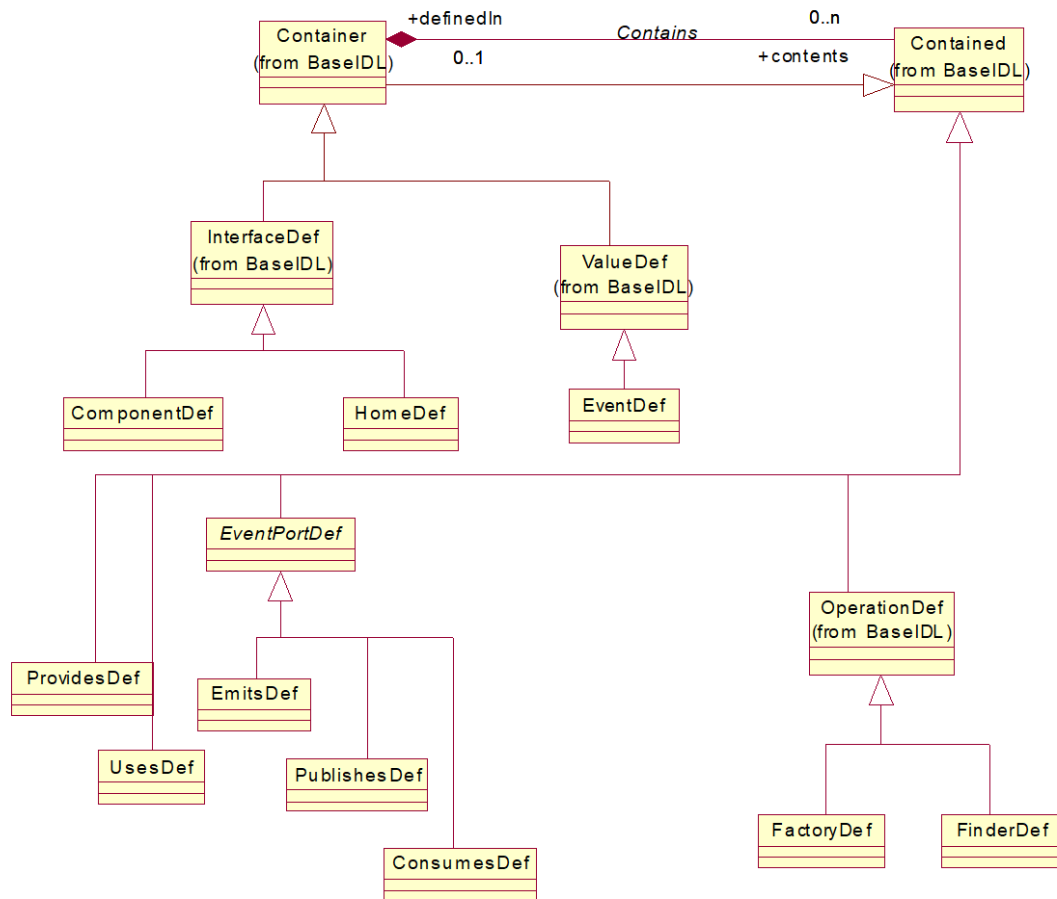 +definedIn
0..n
Container
(from BaseIDL)
Contains
Contained
(from BaseIDL)
0..1
+contents
InterfaceDef
(from BaseIDL)
ValueDef
(from BaseIDL)
ComponentDef
HomeDef
EventDef
EventPortDef
OperationDef
(from BaseIDL)
ProvidesDef
EmitsDef
UsesDef
PublishesDef
FactoryDef
FinderDef
ConsumesDef